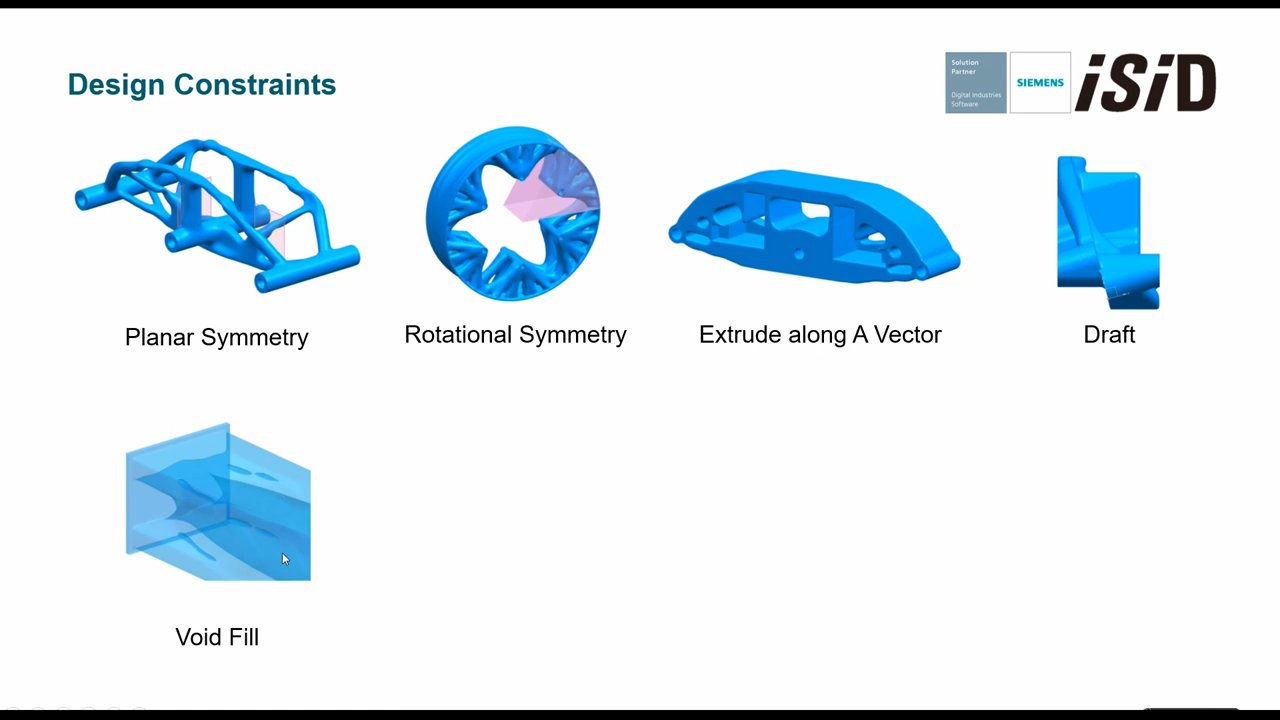 Design Constraints
Solution
Partner
Digital Industries
Software
SIEMENS
iSiD
Planar Symmetry
Rotational Symmetry
Extrude along A Vector
Draft
Void Fill